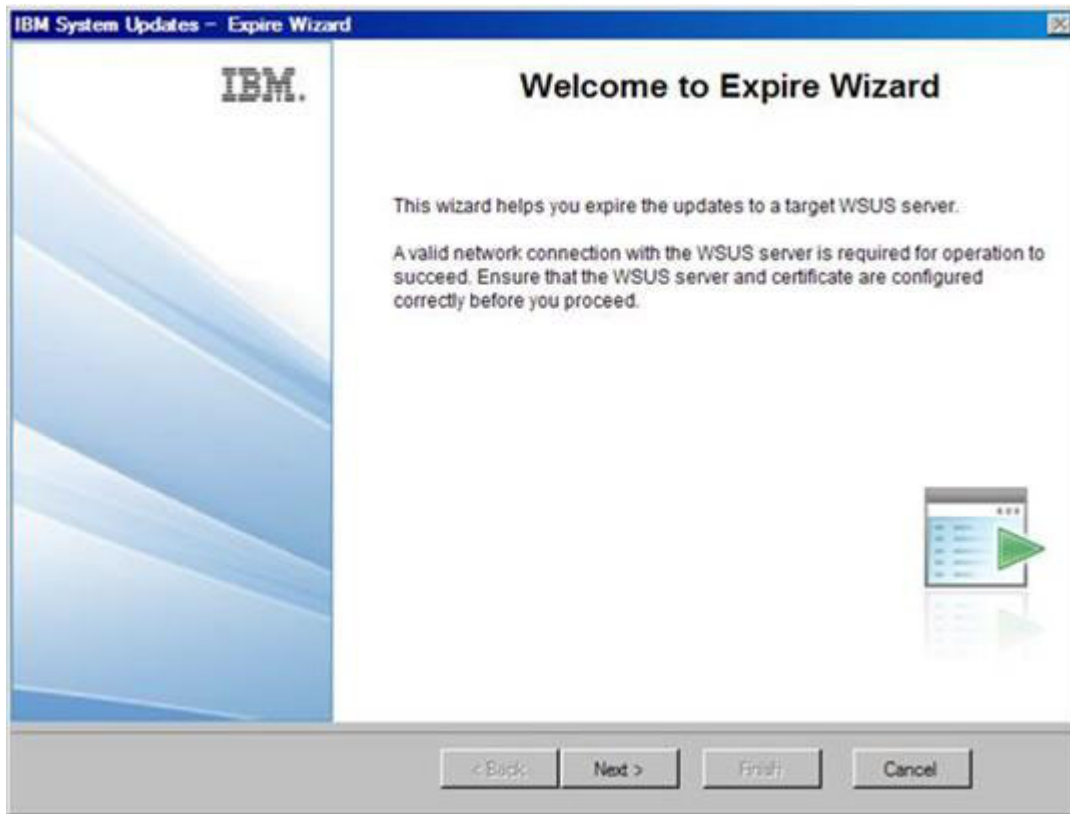 IBM System Updates – Expire Wizard
IBM.
Welcome to Expire Wizard
This wizard helps you expire the updates to a target WSUS server.
A valid network connection with the WSUS server is required for operation to
succeed. Ensure that the WSUS server and certificate are configured
correctly before you proceed.
< Back
Next >
Finish
Cancel